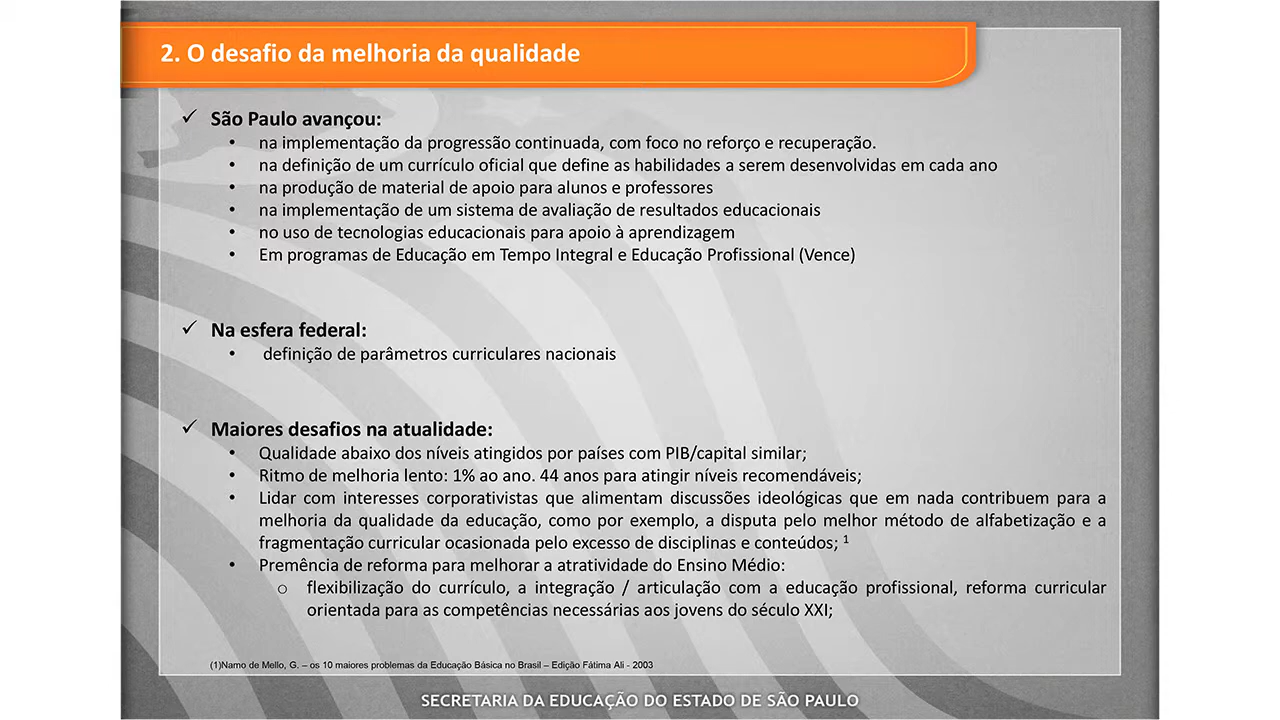 2. O desafio da melhoria da qualidade
✓ São Paulo avançou:
• na implementação da progressão continuada, com foco no reforço e recuperação.
• na definição de um currículo oficial que define as habilidades a serem desenvolvidas em cada ano
• na produção de material de apoio para alunos e professores
• na implementação de um sistema de avaliação de resultados educacionais
• no uso de tecnologias educacionais para apoio à aprendizagem
• Em programas de Educação em Tempo Integral e Educação Profissional (Vence)
✓ Na esfera federal:
• definição de parâmetros curriculares nacionais
✓ Maiores desafios na atualidade:
• Qualidade abaixo dos níveis atingidos por países com PIB/capital similar;
• Ritmo de melhoria lento: 1% ao ano. 44 anos para atingir níveis recomendáveis;
• Lidar com interesses corporativistas que alimentam discussões ideológicas que em nada contribuem para a
melhoria da qualidade da educação, como por exemplo, a disputa pelo melhor método de alfabetização e a
fragmentação curricular ocasionada pelo excesso de disciplinas e conteúdos; ¹
• Premência de reforma para melhorar a atratividade do Ensino Médio:
o flexibilização do currículo, a integração / articulação com a educação profissional, reforma curricular
orientada para as competências necessárias aos jovens do século XXI;
(1)Namo de Mello, G. – os 10 maiores problemas da Educação Básica no Brasil – Edição Fátima Ali - 2003
SECRETARIA DA EDUCAÇÃO DO ESTADO DE SÃO PAULO